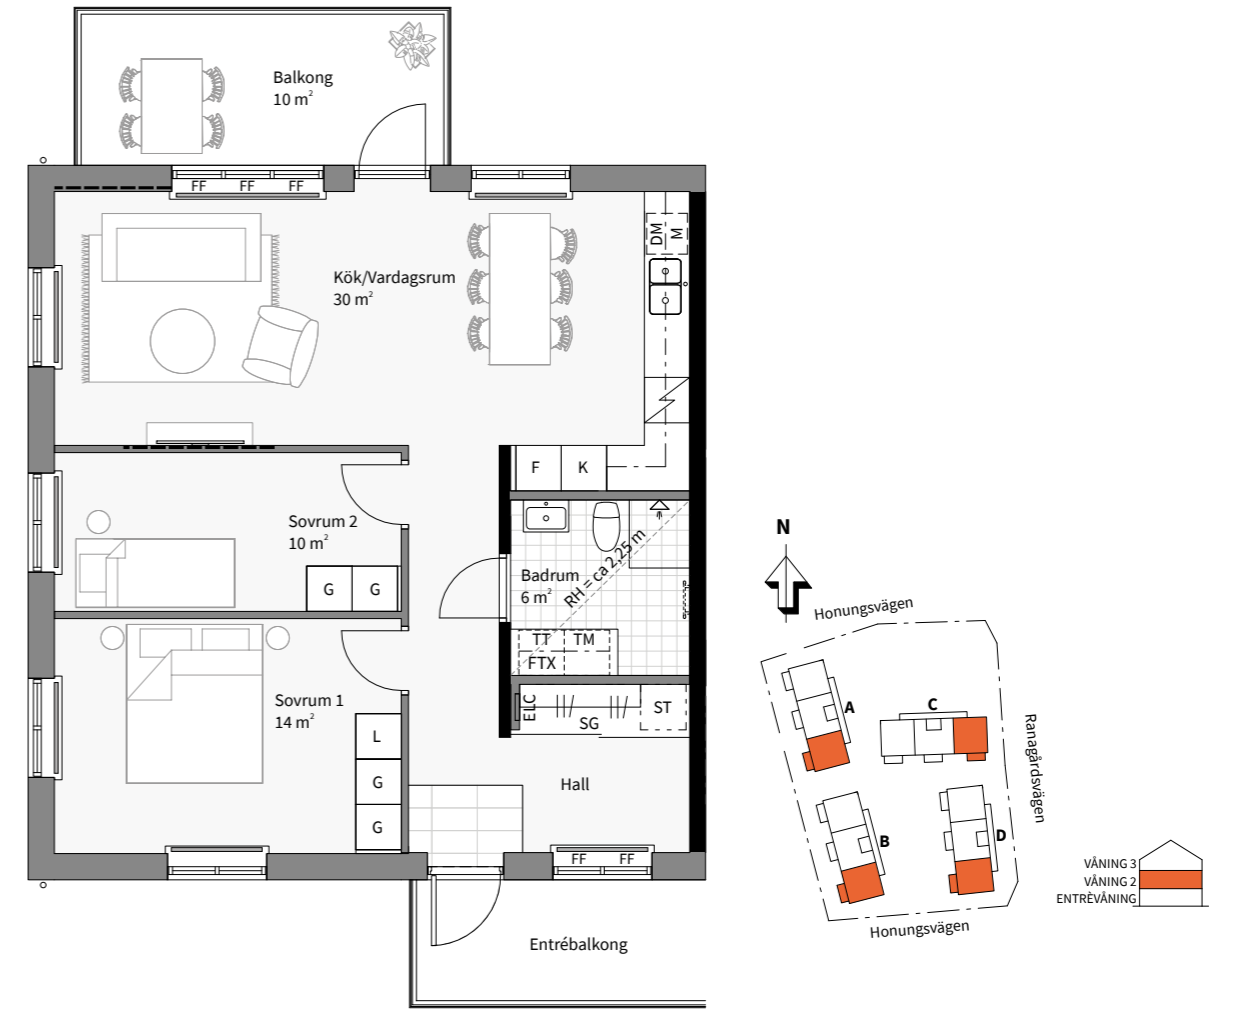 Balkong
10 m²
FF FF FF
DM
M
Kök/Vardagsrum
30 m²
F K
Sovrum 2
10 m²
G G
Badrum
6 m²
RH = ca 2,25 m
TT TM
FTX
Sovrum 1
14 m²
L
G
G
ELC
SG
ST
Hall
FF FF
Entrébalkong
N
Honungsvägen
A
C
Ranagårdsvägen
B
D
Honungsvägen
VÅNING 3
VÅNING 2
ENTRÈVÅNING